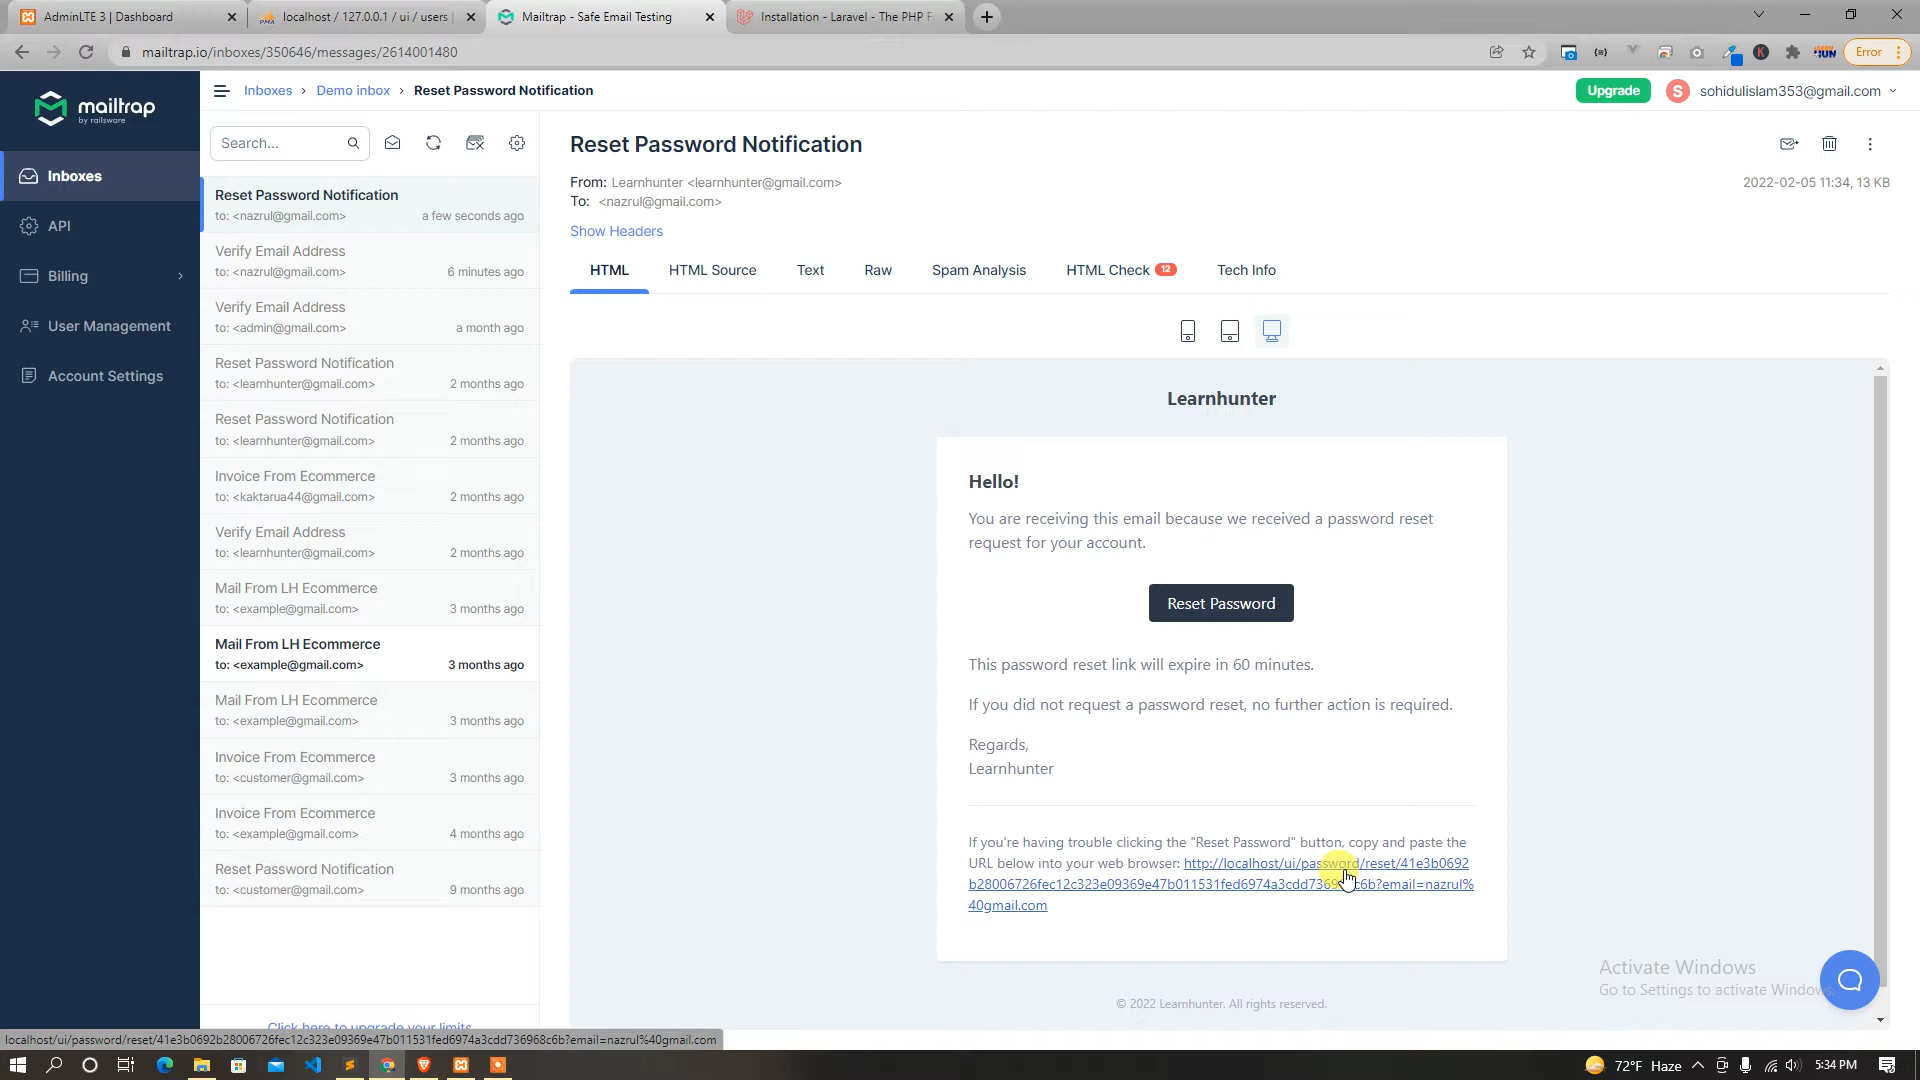 AdminLTE 3 | Dashboard
localhost / 127.0.0.1 / ui / users |
Mailtrap - Safe Email Testing
Installation - Laravel - The PHP F
mailtrap.io/inboxes/350646/messages/2614001480
Error
mailtrap
by railsware
Inboxes
API
Billing
User Management
Account Settings
Inboxes › Demo inbox › Reset Password Notification
Upgrade
S
sohidulislam353@gmail.com
Search...
Reset Password Notification
to: <nazrul@gmail.com> a few seconds ago
Verify Email Address
to: <nazrul@gmail.com> 6 minutes ago
Verify Email Address
to: <admin@gmail.com> a month ago
Reset Password Notification
to: <learnhunter@gmail.com> 2 months ago
Reset Password Notification
to: <learnhunter@gmail.com> 2 months ago
Invoice From Ecommerce
to: <kaktarua44@gmail.com> 2 months ago
Verify Email Address
to: <learnhunter@gmail.com> 2 months ago
Mail From LH Ecommerce
to: <example@gmail.com> 3 months ago
Mail From LH Ecommerce
to: <example@gmail.com> 3 months ago
Mail From LH Ecommerce
to: <example@gmail.com> 3 months ago
Invoice From Ecommerce
to: <customer@gmail.com> 3 months ago
Invoice From Ecommerce
to: <example@gmail.com> 4 months ago
Reset Password Notification
to: <customer@gmail.com> 9 months ago
Click here to upgrade your limits
Reset Password Notification
From: Learnhunter <learnhunter@gmail.com>
2022-02-05 11:34, 13 KB
To: <nazrul@gmail.com>
Show Headers
HTML HTML Source Text Raw Spam Analysis HTML Check 12 Tech Info
Learnhunter
Hello!
You are receiving this email because we received a password reset
request for your account.
Reset Password
This password reset link will expire in 60 minutes.
If you did not request a password reset, no further action is required.
Regards,
Learnhunter
If you're having trouble clicking the "Reset Password" button, copy and paste the
URL below into your web browser: http://localhost/ui/password/reset/41e3b0692
b28006726fec12c323e09369e47b011531fed6974a3cdd736968c6b?email=nazrul%
40gmail.com
© 2022 Learnhunter. All rights reserved.
Activate Windows
Go to Settings to activate Windows.
localhost/ui/password/reset/41e3b0692b28006726fec12c323e09369e47b011531fed6974a3cdd736968c6b?email=nazrul%40gmail.com
72°F Haze
5:34 PM